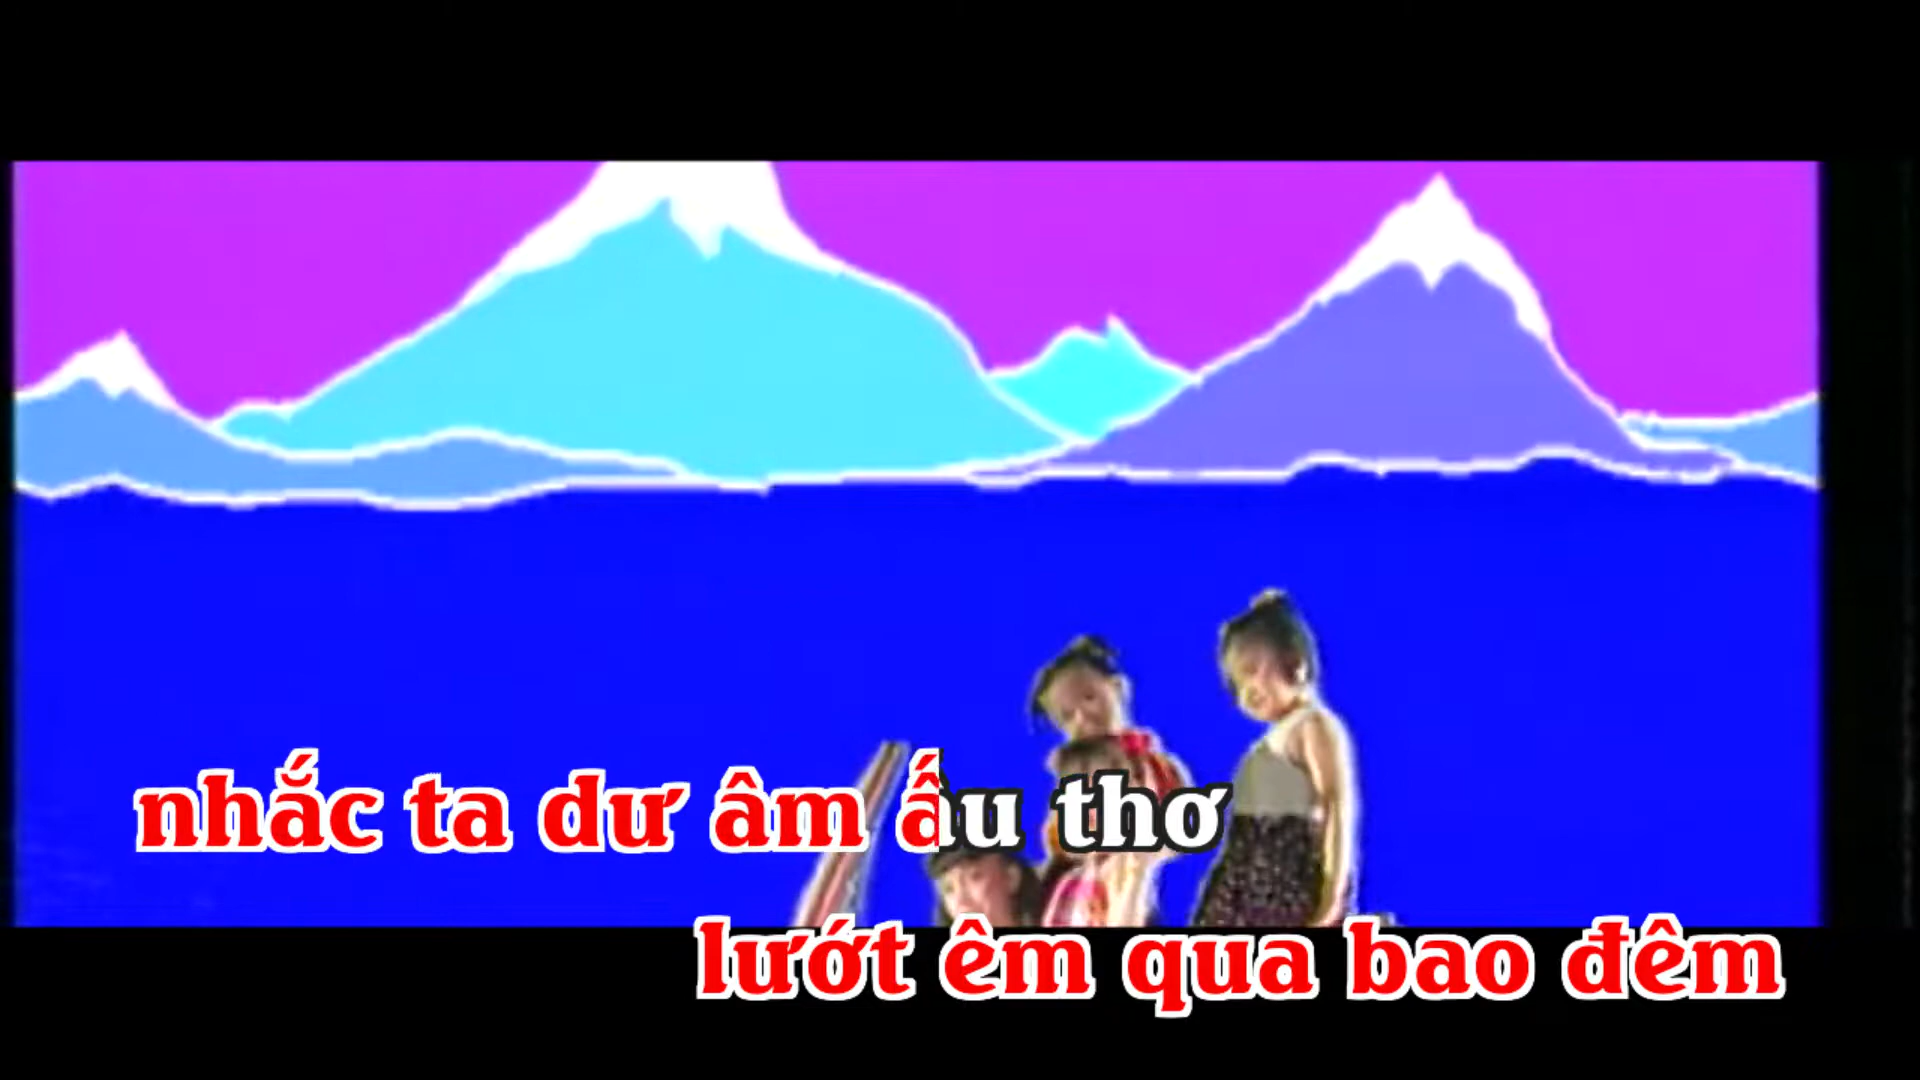 nhắc ta dư âm ấu thơ
lướt êm qua bao đêm